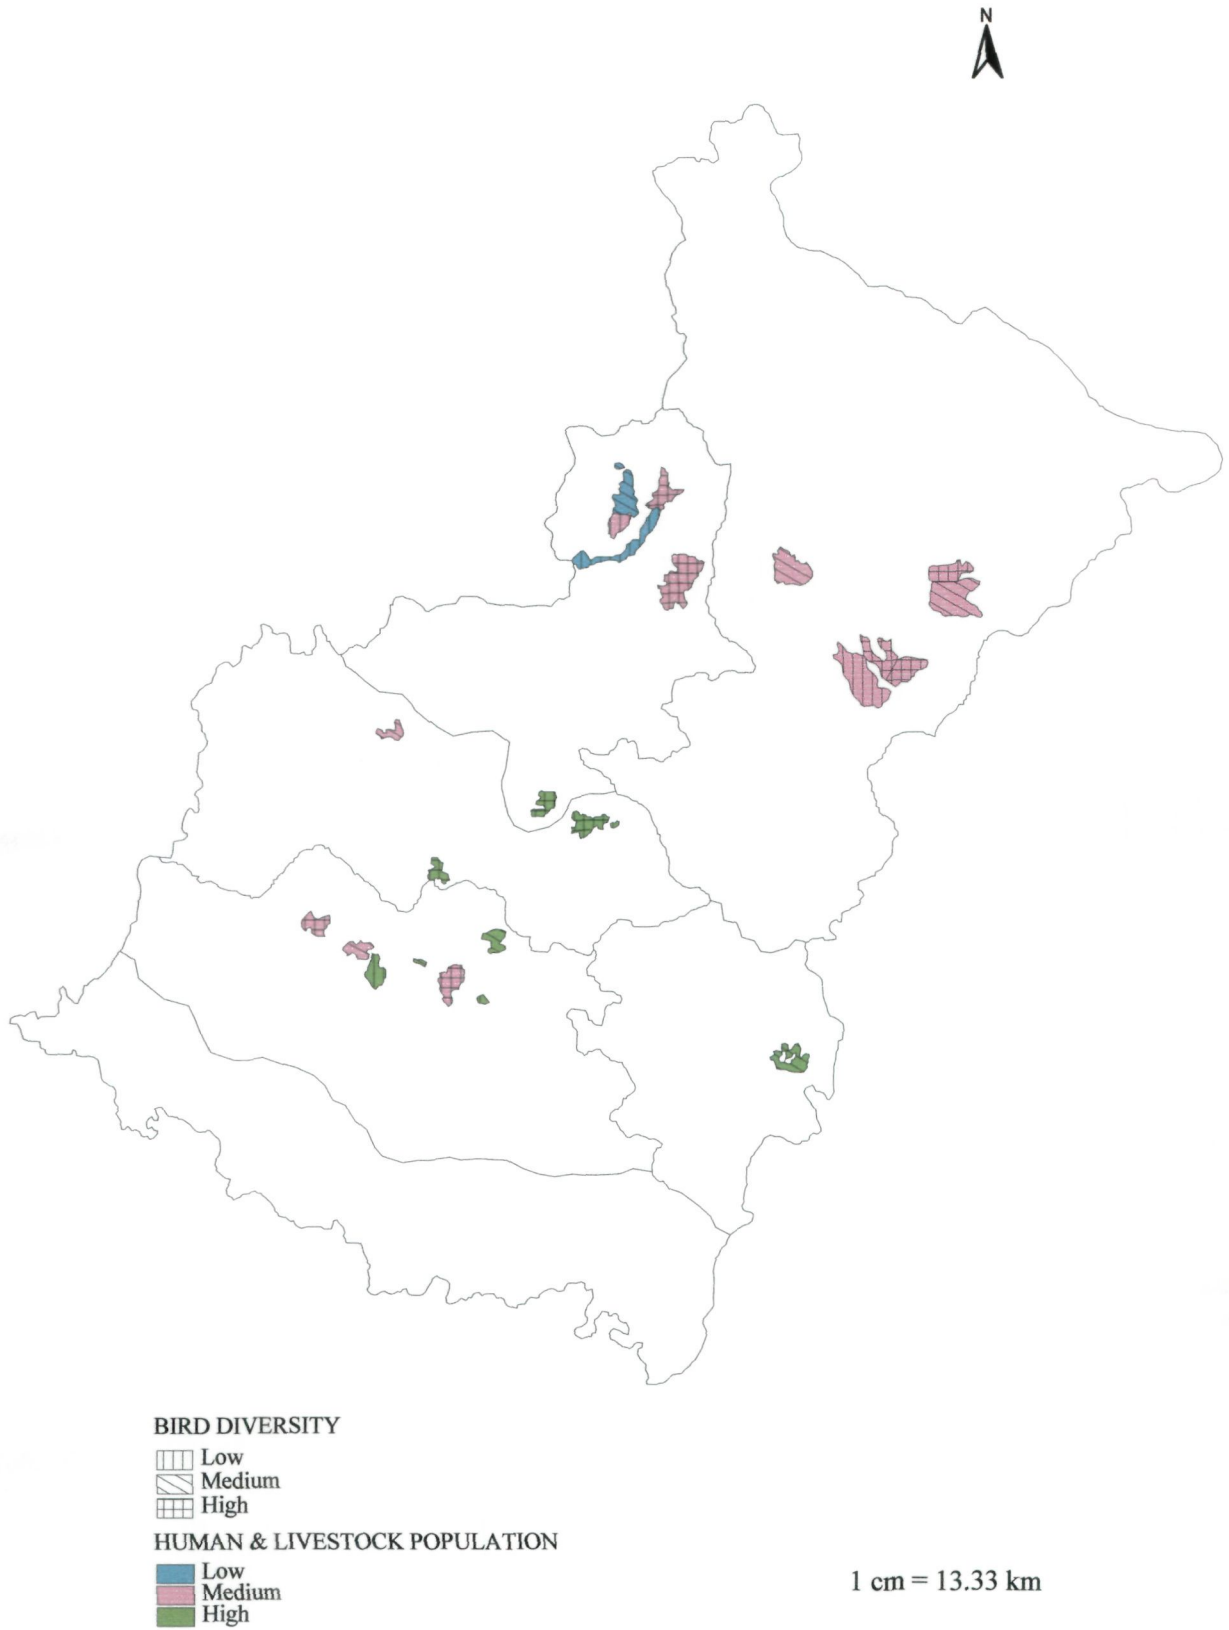 N
BIRD DIVERSITY
Low
Medium
High
HUMAN & LIVESTOCK POPULATION
Low
Medium
High
1 cm = 13.33 km